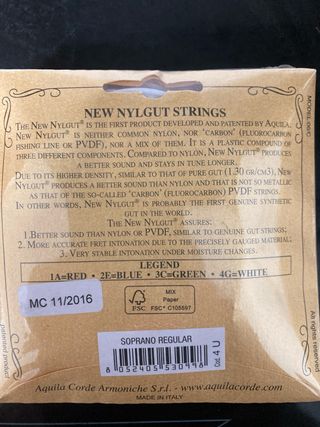 NEW NYLGUT STRINGS
THE NEW NYLGUT® IS THE FIRST PRODUCT DEVELOPED AND PATENTED BY AQUILA.
NEW NYLGUT® IS NEITHER COMMON NYLON, NOR 'CARBON' (FLUOROCARBON
FISHING LINE OR PVDF), NOR A MIX OF THEM. IT IS A PLASTIC COMPOUND OF
THREE DIFFERENT COMPONENTS. COMPARED TO NYLON, NEW NYLGUT® PRODUCES
A BETTER SOUND AND STAYS IN TUNE LONGER.
DUE TO ITS HIGHER DENSITY, SIMILAR TO THAT OF PURE GUT (1.30 GR/CM3), NEW
NYLGUT® PRODUCES A BETTER SOUND THAN NYLON AND THAT IS NOT SO METALLIC
AS THAT OF THE SO-CALLED 'CARBON' (FLUOROCARBON) PVDF STRINGS.
IN OTHER WORDS, NEW NYLGUT® IS PROBABLY THE FIRST GENUINE SYNTHETIC
GUT IN THE WORLD.
THE NEW NYLGUT® ASSURES:
1. BETTER SOUND THAN NYLON OR PVDF, SIMILAR TO GENUINE GUT STRINGS;
2. MORE ACCURATE FRET INTONATION DUE TO THE PRECISELY GAUGED MATERIAL;
3. VERY STABLE INTONATION UNDER MOISTURE CHANGES.
LEGEND
1A=RED • 2E=BLUE • 3C=GREEN • 4G=WHITE
MC 11/2016
FSC
MIX
Paper
FSC® C105597
SOPRANO REGULAR
8 052405 530998
Cod. 4 U
Aquila Corde Armoniche S.r.l. - www.aquilacorde.com
MADE IN ITALY
patented product
All rights reserved